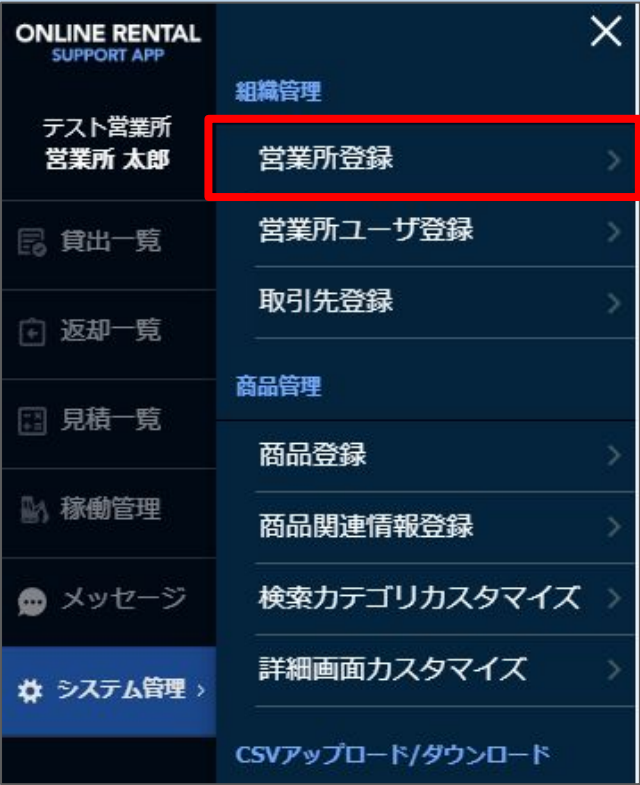 ONLINE RENTAL
SUPPORT APP
テスト営業所
営業所 太郎
貸出一覧
返却一覧
見積一覧
稼働管理
メッセージ
システム管理
組織管理
営業所登録
営業所ユーザ登録
取引先登録
商品管理
商品登録
商品関連情報登録
検索カテゴリカスタマイズ
詳細画面カスタマイズ
CSVアップロード/ダウンロード